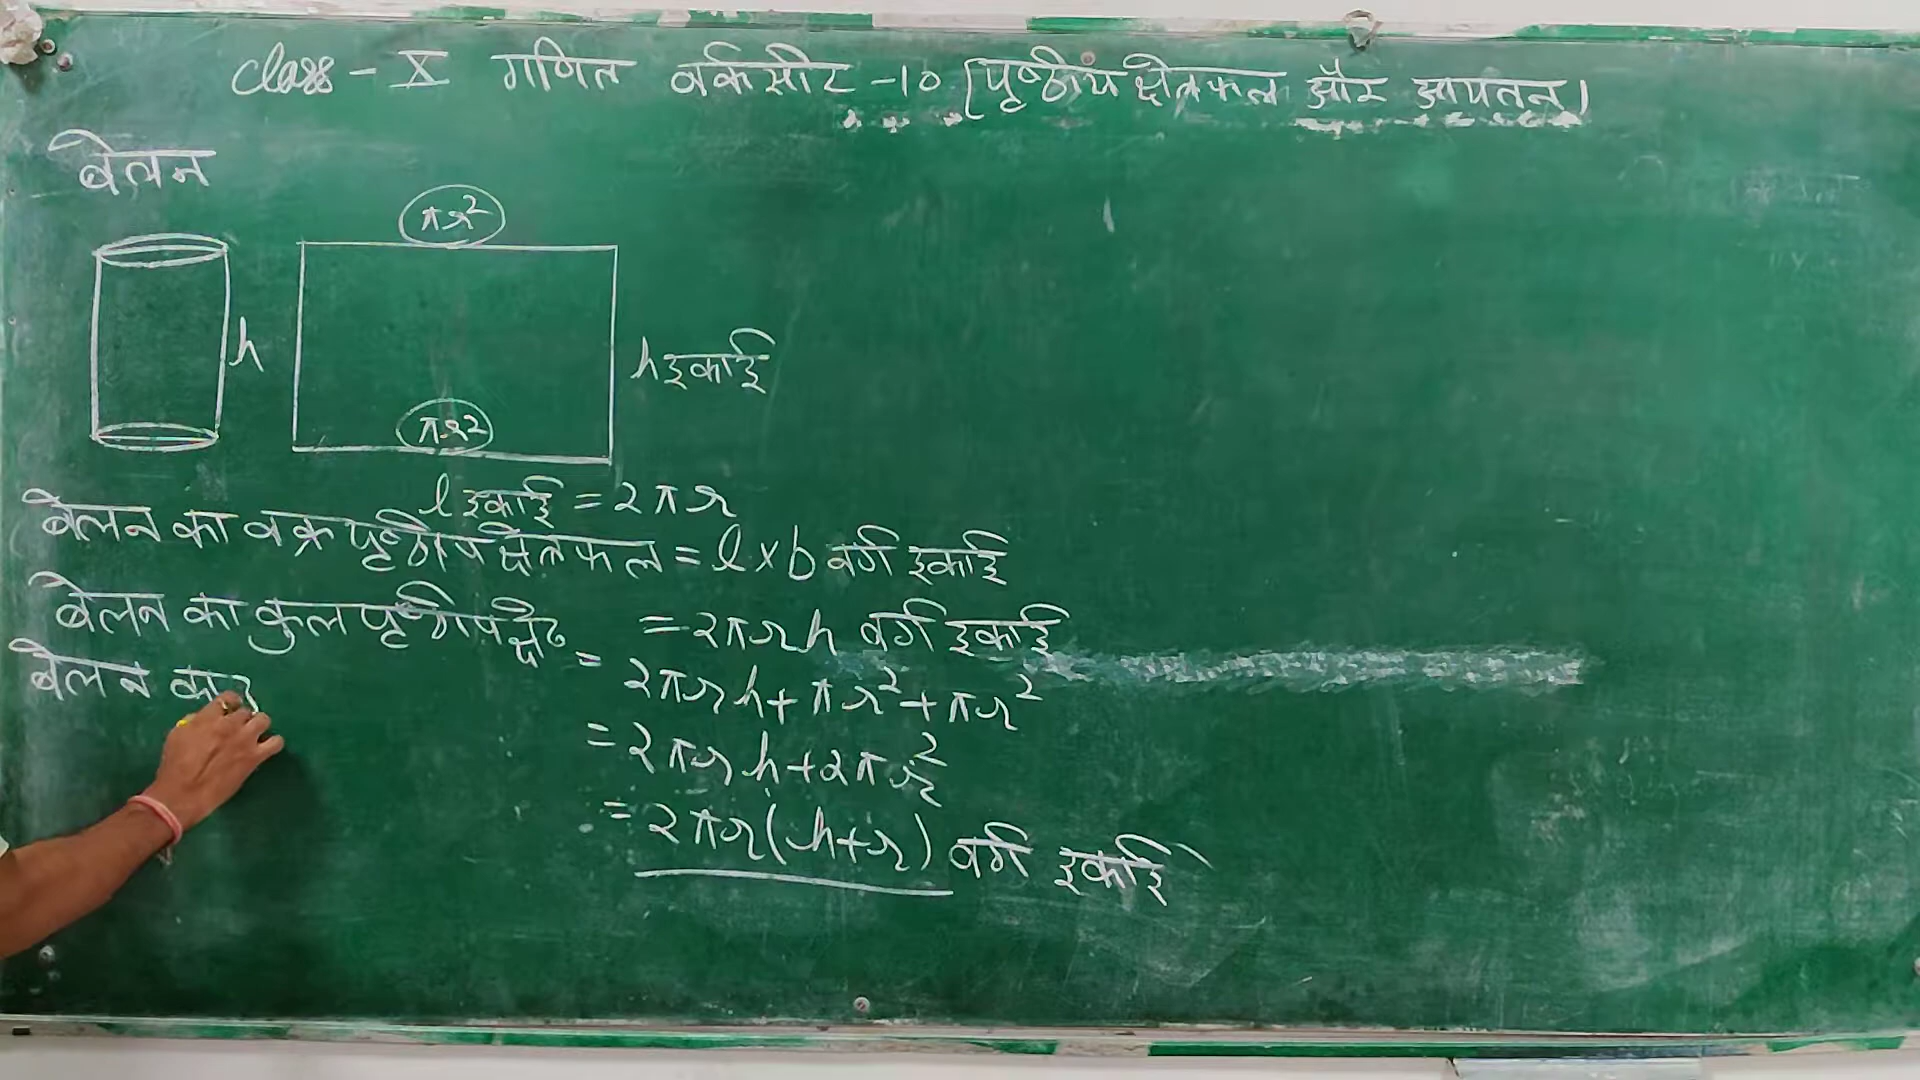 Class - X गणित वर्कसीट -10 [पृष्ठीय क्षेत्रफल और आयतन]
बेलन
πr²
h
h इकाई
πr²
l इकाई = 2πr
बेलन का वक्र पृष्ठीय क्षेत्रफल = l × b वर्ग इकाई
= 2πrh वर्ग इकाई
बेलन का कुल पृष्ठीय क्षे०
= 2πrh + πr² + πr²
बेलन का
= 2πrh + 2πr²
= 2πr(h+r) वर्ग इकाई